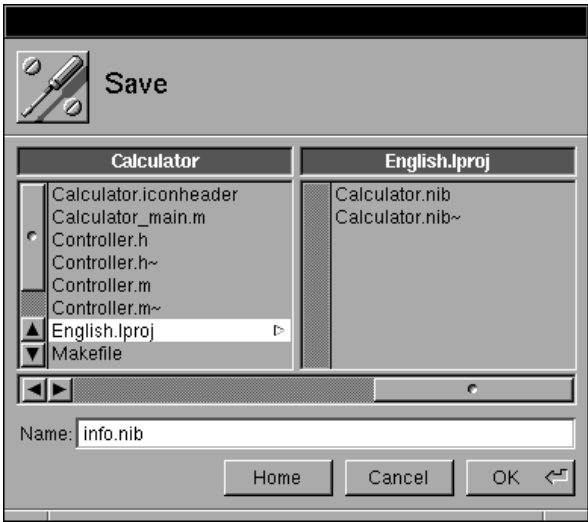 Save
Calculator
Calculator.iconheader
Calculator_main.m
Controller.h
Controller.h~
Controller.m
Controller.m~
English.lproj
Makefile
English.lproj
Calculator.nib
Calculator.nib~
Name: info.nib
Home Cancel OK